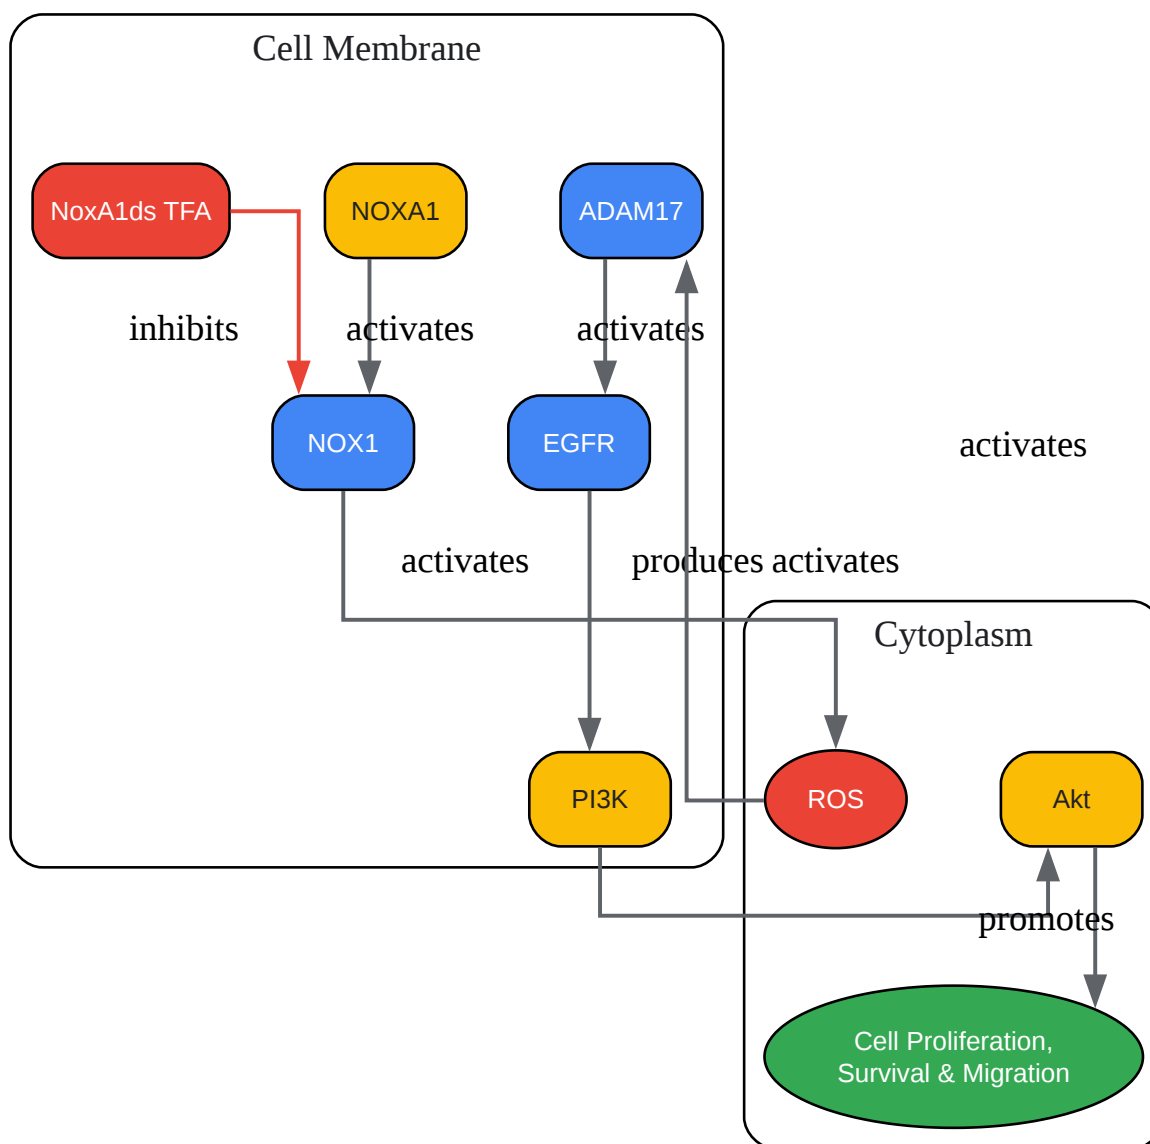 Cell Membrane
NoxA1ds TFA
NOXA1
ADAM17
inhibits
activates
activates
NOX1
EGFR
activates
activates
produces
activates
Cytoplasm
PI3K
ROS
Akt
promotes
Cell Proliferation,
Survival & Migration